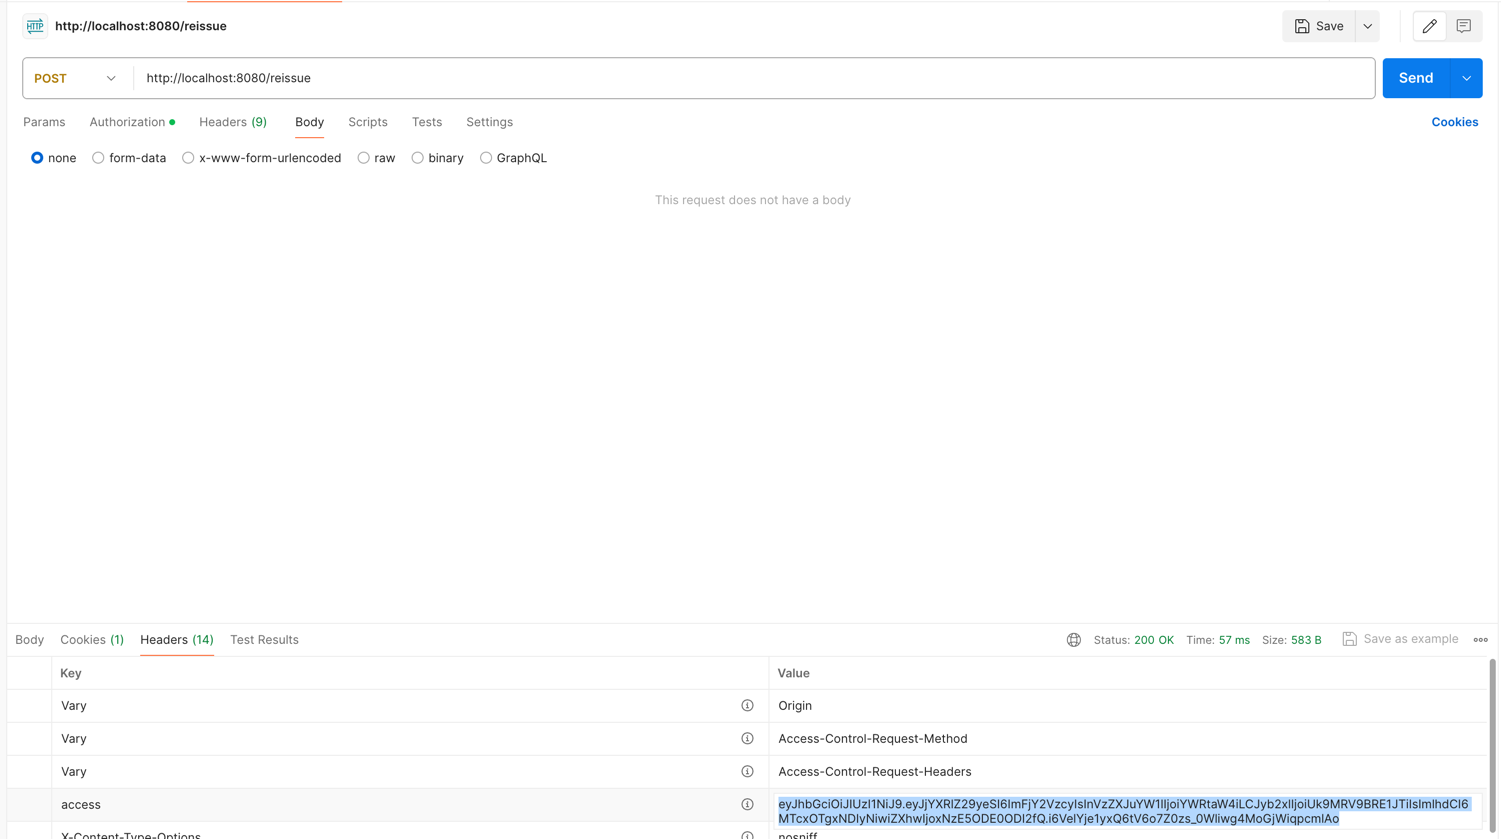 HTTP http://localhost:8080/reissue Save
POST http://localhost:8080/reissue Send
Params Authorization Headers (9) Body Scripts Tests Settings Cookies
none form-data x-www-form-urlencoded raw binary GraphQL
This request does not have a body
Body Cookies (1) Headers (14) Test Results Status: 200 OK Time: 57 ms Size: 583 B Save as example
Key Value
Vary Origin
Vary Access-Control-Request-Method
Vary Access-Control-Request-Headers
access eyJhbGciOiJIUzI1NiJ9.eyJjYXRlZ29yeSI6ImFjY2VzcyIsInVzZXJuYW1lIjoiYWRtaW4iLCJyb2xlIjoiUk9MRV9BRE1JTiIsImlhdCI6
MTcxOTgxNDIyNiwiZXhwIjoxNzE5ODE0ODI2fQ.i6VelYje1yxQ6tV6o7Z0zs_0Wliwg4MoGjWiqpcmlAo
X-Content-Type-Options nosniff